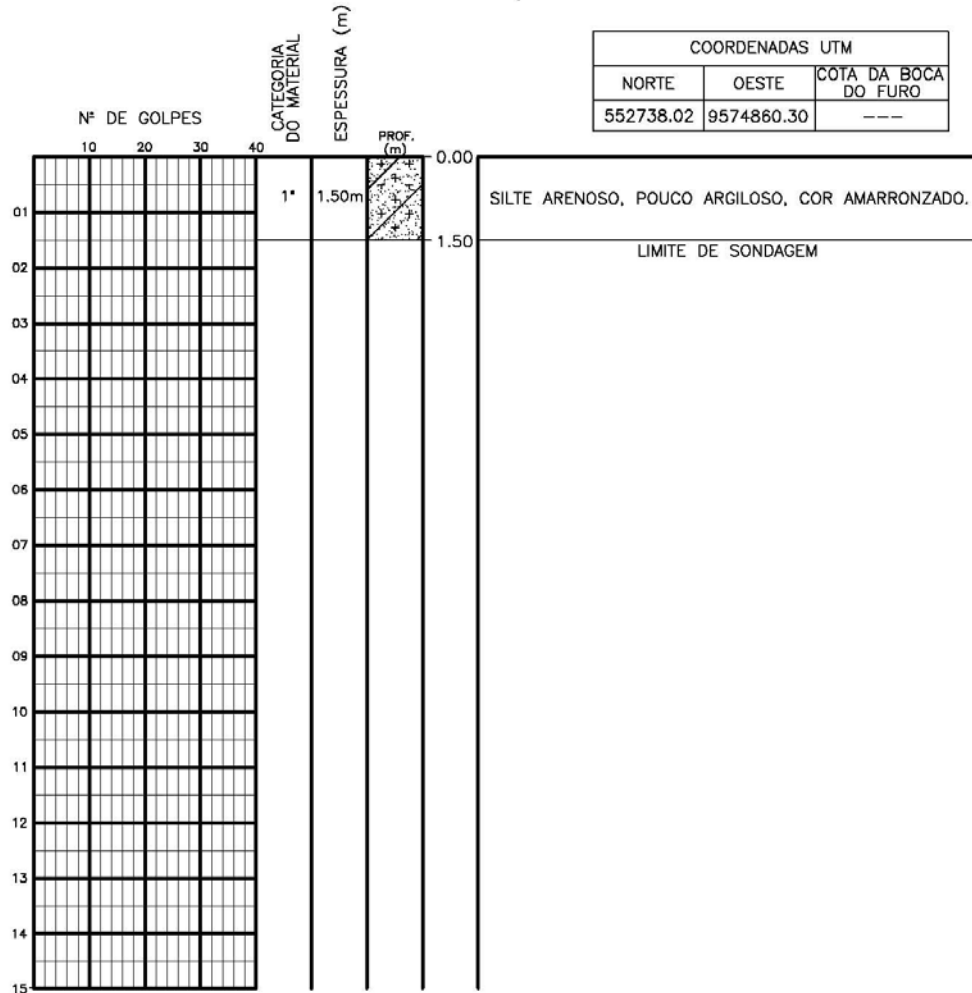 COORDENADAS UTM
NORTE OESTE COTA DA BOCA DO FURO
552738.02 9574860.30 ---
Nº DE GOLPES
CATEGORIA DO MATERIAL
ESPESSURA (m)
PROF. (m)
10 20 30 40
0.00
1ª 1.50m
SILTE ARENOSO, POUCO ARGILOSO, COR AMARRONZADO.
01
1.50
LIMITE DE SONDAGEM
02
03
04
05
06
07
08
09
10
11
12
13
14
15